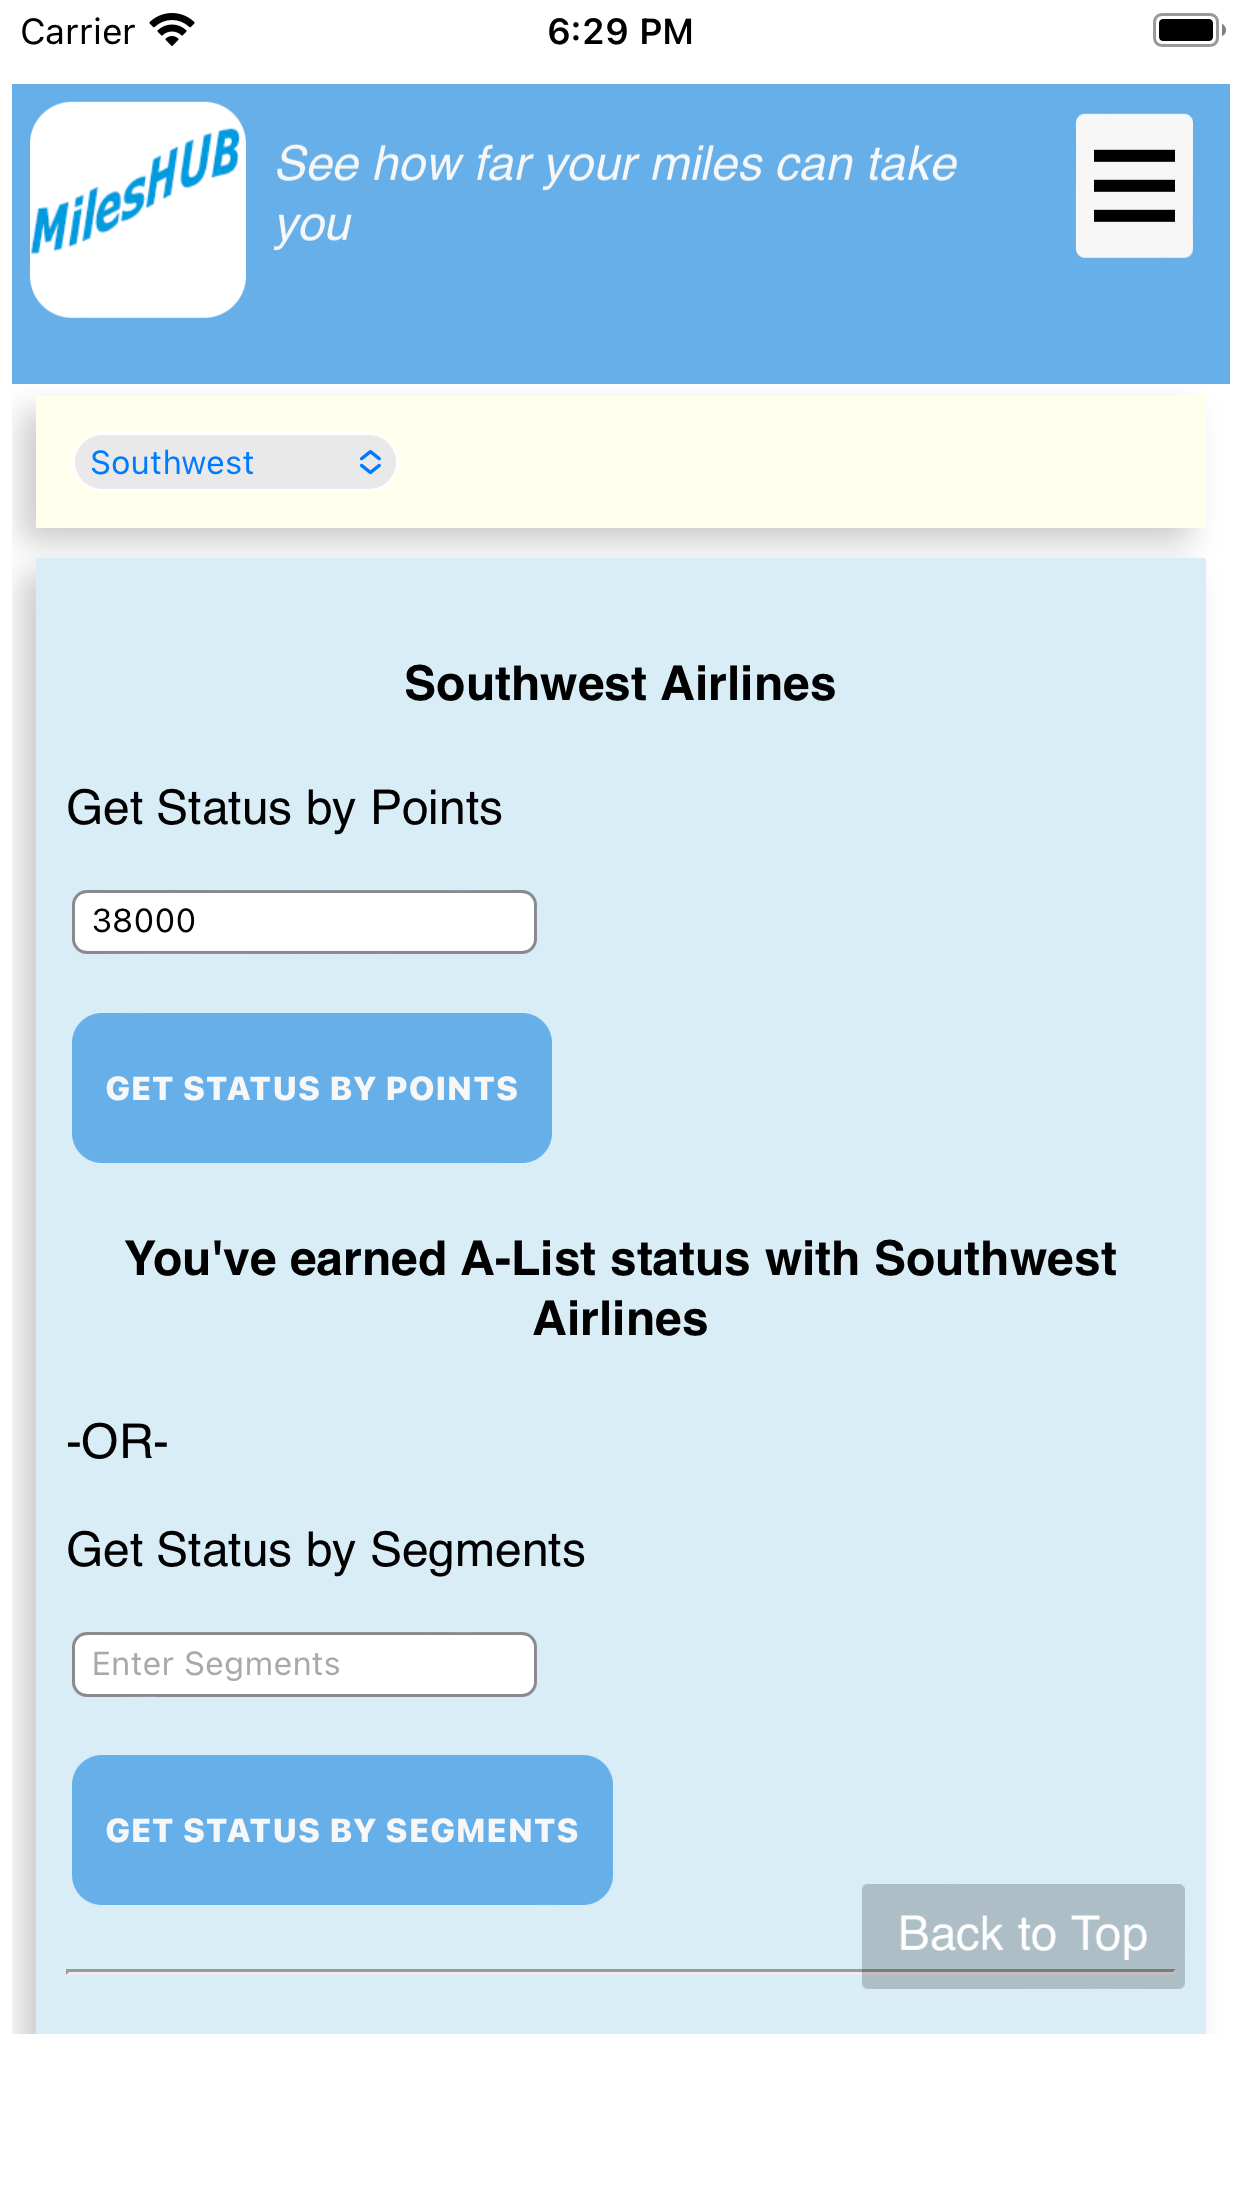 Carrier
6:29 PM
MilesHUB
See how far your miles can take
you
Southwest
Southwest Airlines
Get Status by Points
38000
GET STATUS BY POINTS
You've earned A-List status with Southwest
Airlines
-OR-
Get Status by Segments
Enter Segments
GET STATUS BY SEGMENTS
Back to Top